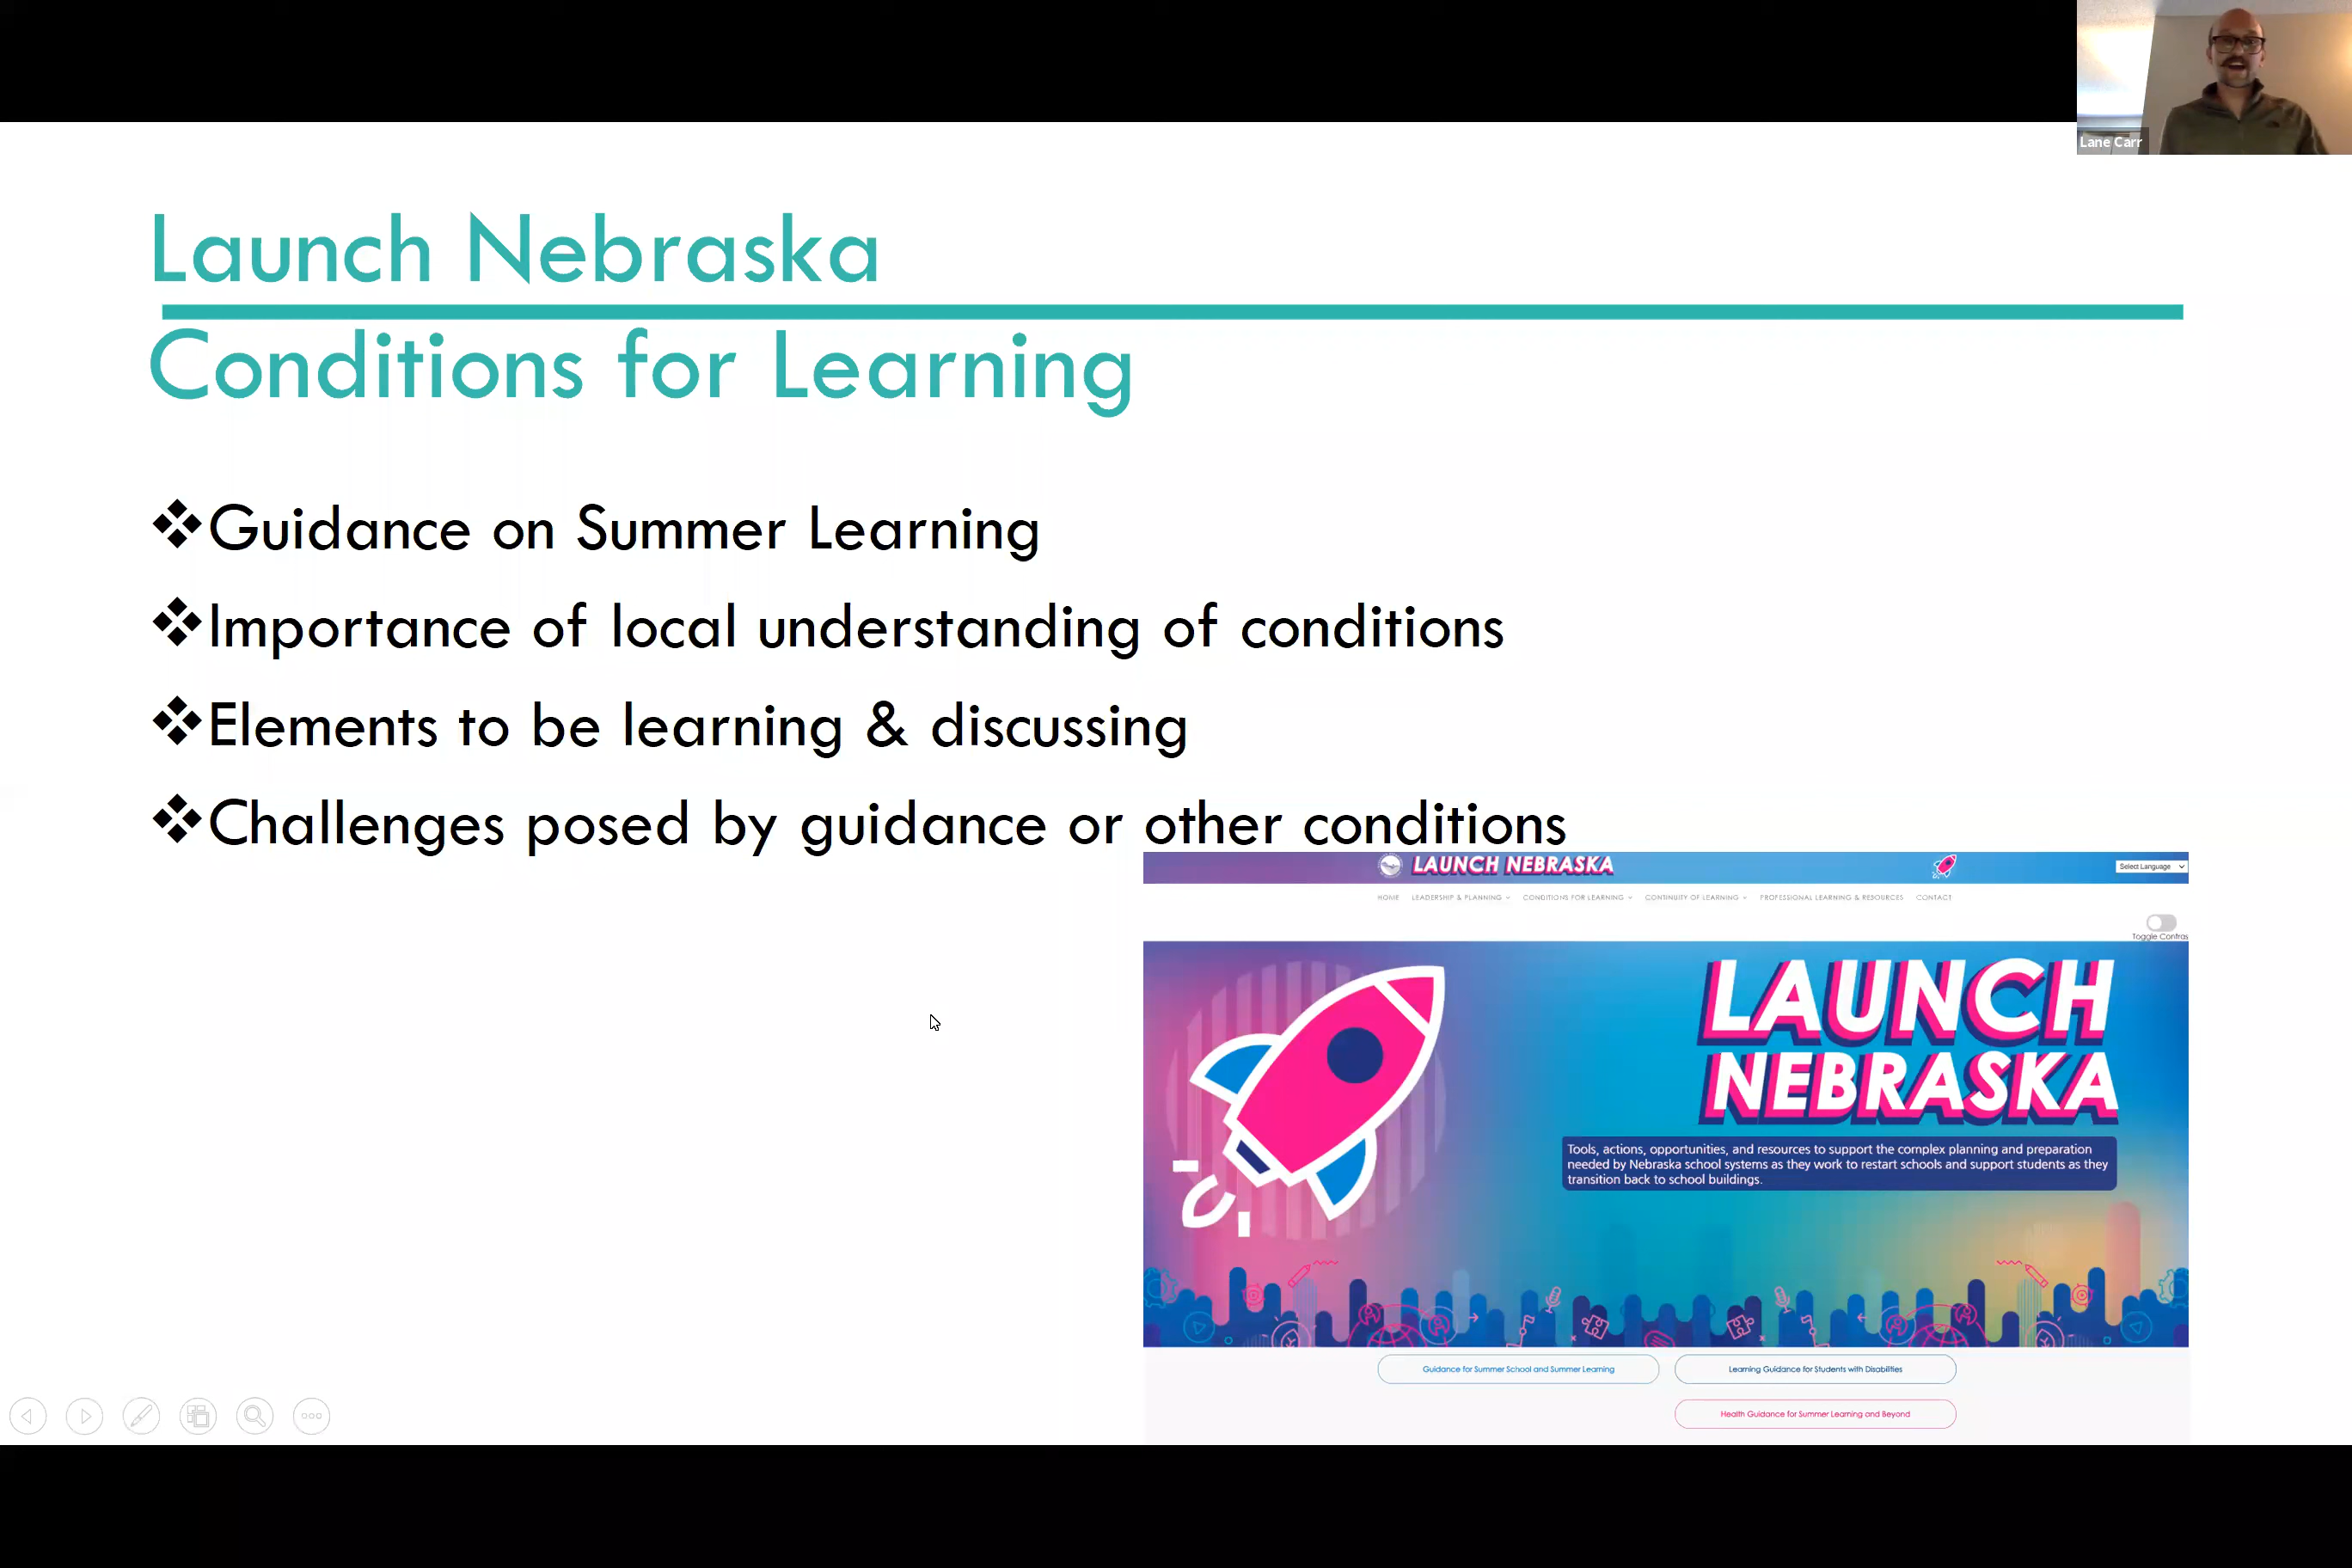 Lane Carr
Launch Nebraska
Conditions for Learning
Guidance on Summer Learning
Importance of local understanding of conditions
Elements to be learning & discussing
Challenges posed by guidance or other conditions
LAUNCH NEBRASKA
Select Language
HOME LEADERSHIP & PLANNING CONDITIONS FOR LEARNING CONTINUITY OF LEARNING PROFESSIONAL LEARNING & RESOURCES CONTACT
Toggle Contras
LAUNCH
NEBRASKA
Tools, actions, opportunities, and resources to support the complex planning and preparation
needed by Nebraska school systems as they work to restart schools and support students as they
transition back to school buildings.
Guidance for Summer School and Summer Learning
Learning Guidance for Students with Disabilities
Health Guidance for Summer Learning and Beyond